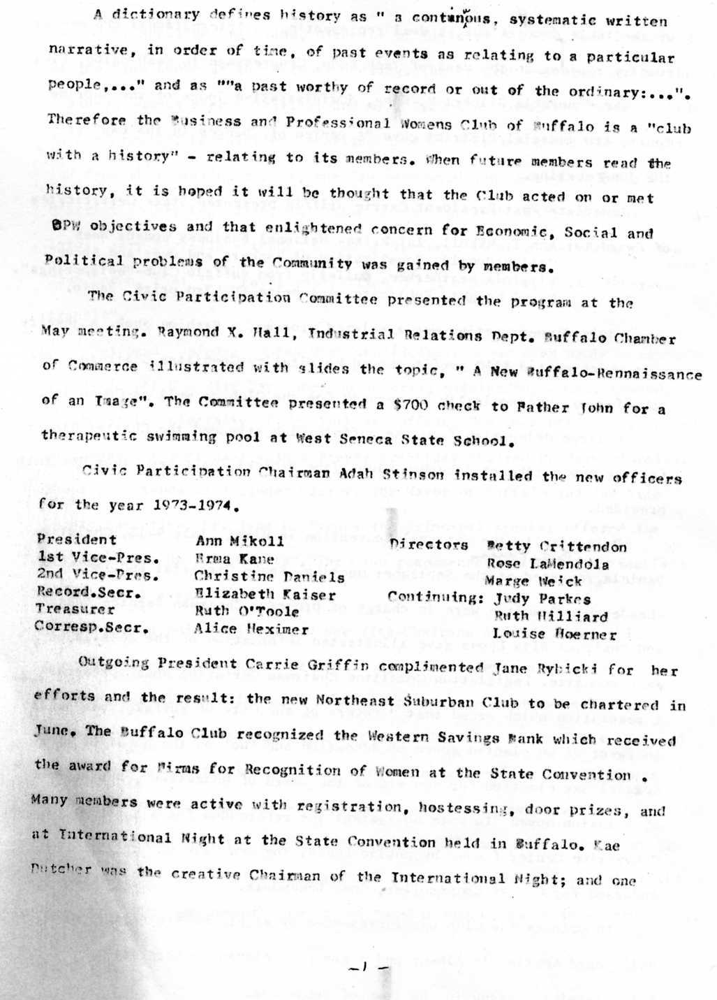 A dictionary defines history as " a continuous, systematic written
narrative, in order of time, of past events as relating to a particular
people,..." and as ""a past worthy of record or out of the ordinary:...".
Therefore the Business and Professional Womens Club of Buffalo is a "club
with a history" - relating to its members. When future members read the
history, it is hoped it will be thought that the Club acted on or met
BPW objectives and that enlightened concern for Economic, Social and
Political problems of the Community was gained by members.
The Civic Participation Committee presented the program at the
May meeting. Raymond X. Hall, Industrial Relations Dept. Buffalo Chamber
of Commerce illustrated with slides the topic, " A New Buffalo-Rennaissance
of an Image". The Committee presented a $700 check to Father John for a
therapeutic swimming pool at West Seneca State School.
Civic Participation Chairman Adah Stinson installed the new officers
for the year 1973-1974.
President Ann Mikoll Directors Betty Crittendon
1st Vice-Pres. Erma Kane Rose LaMendola
2nd Vice-Pres. Christine Daniels Marge Weick
Record.Secr. Elizabeth Kaiser Continuing: Judy Parkes
Treasurer Ruth O'Toole Ruth Hilliard
Corresp.Secr. Alice Heximer Louise Hoerner
Outgoing President Carrie Griffin complimented Jane Rybicki for her
efforts and the result: the new Northeast Suburban Club to be chartered in
June. The Buffalo Club recognized the Western Savings Bank which received
the award for Firms for Recognition of Women at the State Convention .
Many members were active with registration, hostessing, door prizes, and
at International Night at the State Convention held in Buffalo. Kae
Dutcher was the creative Chairman of the International Night; and one
- 1 -